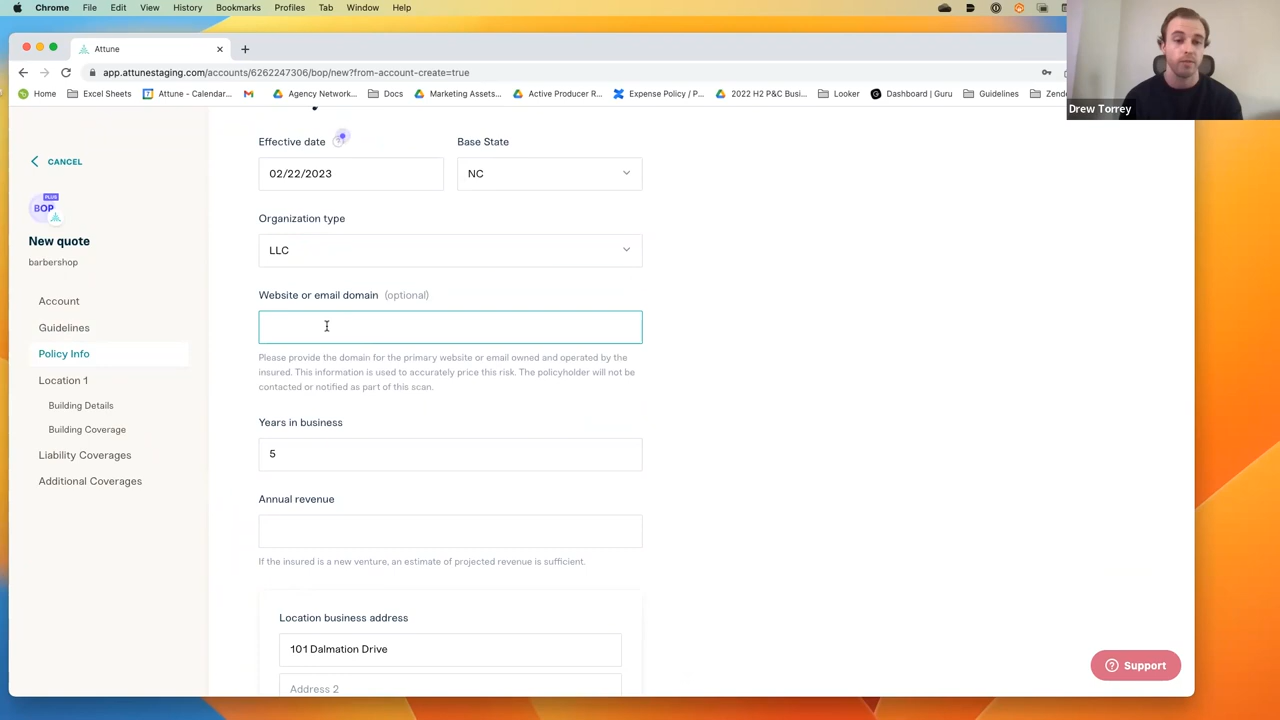 Chrome File Edit View History Bookmarks Profiles Tab Window Help
Attune
app.attunestaging.com/accounts/6262247306/bop/new?from-account-create=true
Home Excel Sheets Attune - Calendar... Agency Network... Docs Marketing Assets... Active Producer R... Expense Policy / P... 2022 H2 P&C Busi... Looker Dashboard | Guru Guidelines Zend
Drew Torrey
CANCEL
PLUS
BOP
New quote
barbershop
Account
Guidelines
Policy Info
Location 1
Building Details
Building Coverage
Liability Coverages
Additional Coverages
Effective date Base State
02/22/2023 NC
Organization type
LLC
Website or email domain (optional)
Please provide the domain for the primary website or email owned and operated by the
insured. This information is used to accurately price this risk. The policyholder will not be
contacted or notified as part of this scan.
Years in business
5
Annual revenue
If the insured is a new venture, an estimate of projected revenue is sufficient.
Location business address
101 Dalmation Drive
Address 2
Support